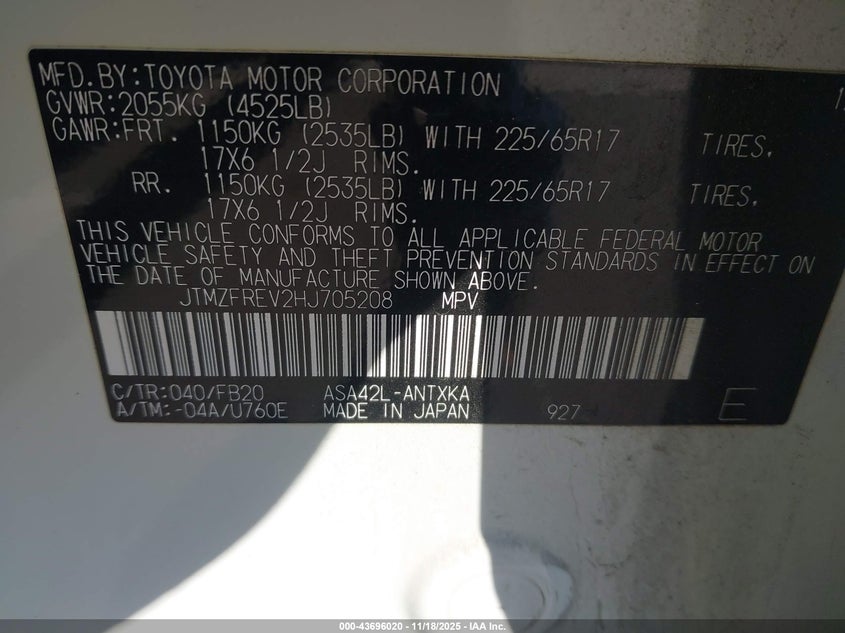 MFD. BY: TOYOTA MOTOR CORPORATION
GVWR: 2055KG (4525LB)
GAWR: FRT. 1150KG (2535LB) WITH 225/65R17 TIRES.
17X6 1/2J RIMS.
RR. 1150KG (2535LB) WITH 225/65R17 TIRES.
17X6 1/2J RIMS.
THIS VEHICLE CONFORMS TO ALL APPLICABLE FEDERAL MOTOR
VEHICLE SAFETY AND THEFT PREVENTION STANDARDS IN EFFECT ON
THE DATE OF MANUFACTURE SHOWN ABOVE.
JTMZFREV2HJ705208 MPV
C/TR: 040/FB20 ASA42L-ANTXKA
A/TM: -04A/U760E MADE IN JAPAN 927 E
000-43696020 - 11/18/2025 - IAA Inc.